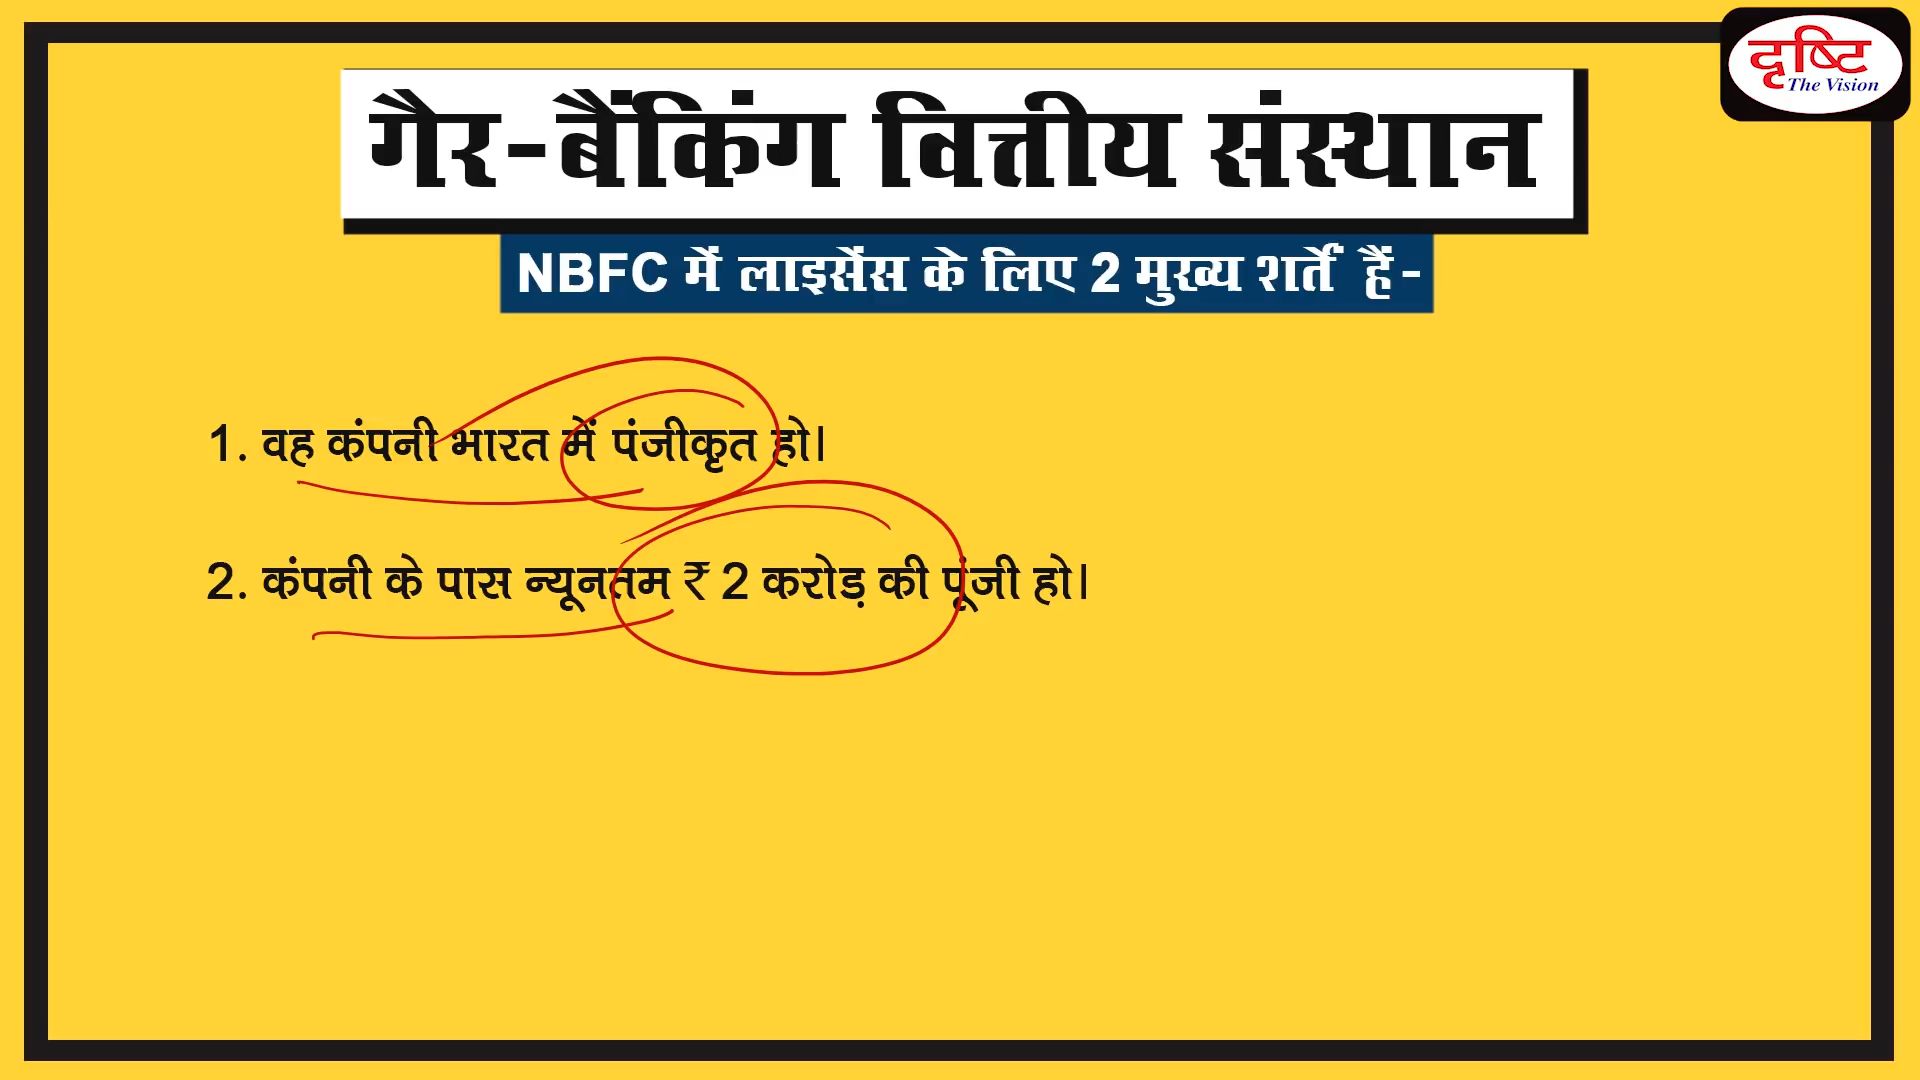 दृष्टि
The Vision
गैर-बैंकिंग वित्तीय संस्थान
NBFC में लाइसेंस के लिए 2 मुख्य शर्तें हैं-
1. वह कंपनी भारत में पंजीकृत हो।
2. कंपनी के पास न्यूनतम ₹ 2 करोड़ की पूंजी हो।